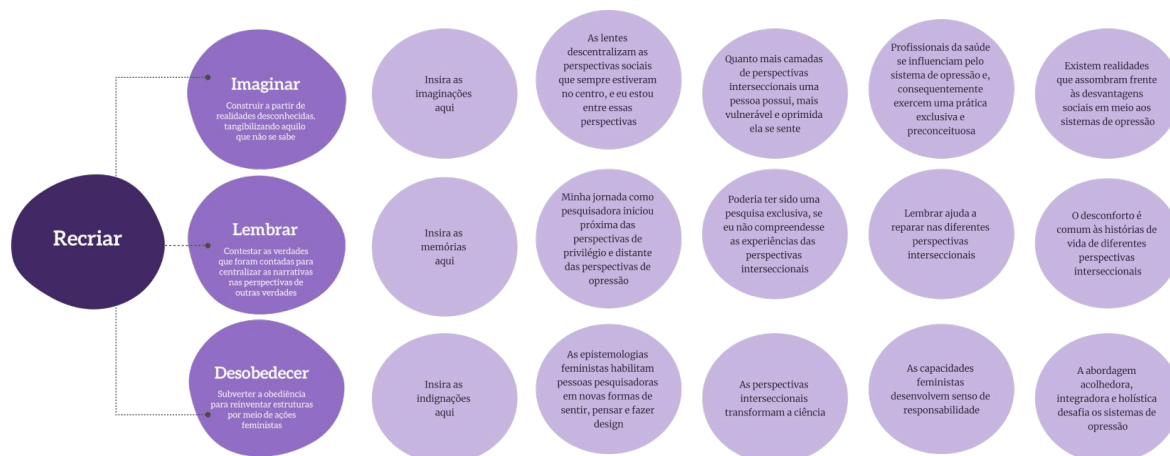 Recriar
Imaginar
Construir a partir de
realidades desconhecidas,
tangibilizando aquilo
que não se sabe
Insira as
imaginações
aqui
As lentes
descentralizam as
perspectivas sociais
que sempre estiveram
no centro, e eu estou
entre essas
perspectivas
Quanto mais camadas
de perspectivas
interseccionais uma
pessoa possui, mais
vulnerável e oprimida
ela se sente
Profissionais da saúde
se influenciam pelo
sistema de opressão e,
consequentemente
exercem uma prática
exclusiva e
preconceituosa
Existem realidades
que assombram frente
às desvantagens
sociais em meio aos
sistemas de opressão
Lembrar
Contestar as verdades
que foram contadas para
centralizar as narrativas
nas perspectivas de
outras verdades
Insira as
memórias
aqui
Minha jornada como
pesquisadora iniciou
próxima das
perspectivas de
privilégio e distante
das perspectivas de
opressão
Poderia ter sido uma
pesquisa exclusiva, se
eu não compreendesse
as experiências das
perspectivas
interseccionais
Lembrar ajuda a
reparar nas diferentes
perspectivas
interseccionais
O desconforto é
comum às histórias de
vida de diferentes
perspectivas
interseccionais
Desobedecer
Subverter a obediência
para reinventar estruturas
por meio de ações
feministas
Insira as
indignações
aqui
As epistemologias
feministas habilitam
pessoas pesquisadoras
em novas formas de
sentir, pensar e fazer
design
As perspectivas
interseccionais
transformam a ciência
As capacidades
feministas
desenvolvem senso de
responsabilidade
A abordagem
acolhedora,
integradora e holística
desafia os sistemas de
opressão